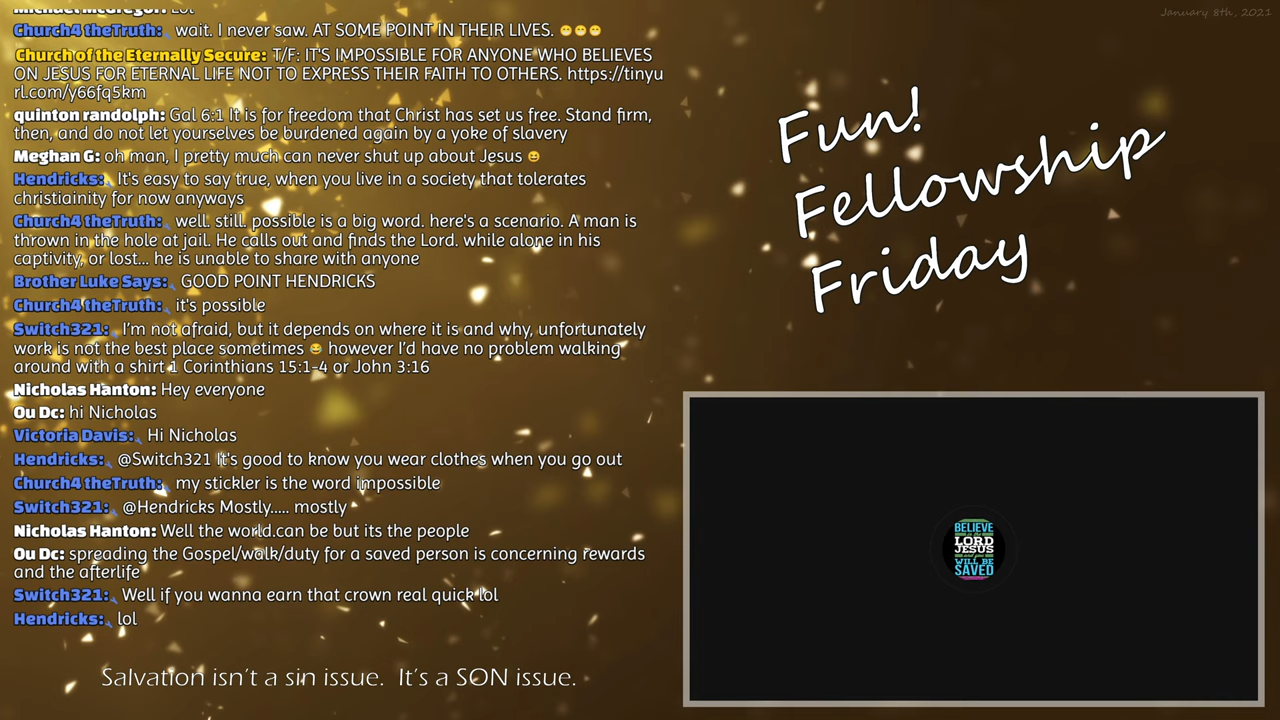 Michael McGregor: Lol
Church4 theTruth: wait. I never saw. AT SOME POINT IN THEIR LIVES. 😁😁😁
Church of the Eternally Secure: T/F: IT'S IMPOSSIBLE FOR ANYONE WHO BELIEVES
ON JESUS FOR ETERNAL LIFE NOT TO EXPRESS THEIR FAITH TO OTHERS. https://tinyu
rl.com/y66fq5km
quinton randolph: Gal 6:1 It is for freedom that Christ has set us free. Stand firm,
then, and do not let yourselves be burdened again by a yoke of slavery
Meghan G: oh man, I pretty much can never shut up about Jesus 😆
Hendricks: It's easy to say true, when you live in a society that tolerates
christiainity for now anyways
Church4 theTruth: well. still. possible is a big word. here's a scenario. A man is
thrown in the hole at jail. He calls out and finds the Lord. while alone in his
captivity, or lost... he is unable to share with anyone
Brother Luke Says: GOOD POINT HENDRICKS
Church4 theTruth: it's possible
Switch321: I'm not afraid, but it depends on where it is and why, unfortunately
work is not the best place sometimes 😂 however I'd have no problem walking
around with a shirt 1 Corinthians 15:1-4 or John 3:16
Nicholas Hanton: Hey everyone
Ou Dc: hi Nicholas
Victoria Davis: Hi Nicholas
Hendricks: @Switch321 It's good to know you wear clothes when you go out
Church4 theTruth: my stickler is the word impossible
Switch321: @Hendricks Mostly..... mostly
Nicholas Hanton: Well the world.can be but its the people
Ou Dc: spreading the Gospel/walk/duty for a saved person is concerning rewards
and the afterlife
Switch321: Well if you wanna earn that crown real quick lol
Hendricks: lol
Salvation isn't a sin issue. It's a SON issue.
January 8th, 2021
Fun!
Fellowship
Friday
BELIEVE
LORD
JESUS
WILL BE
SAVED